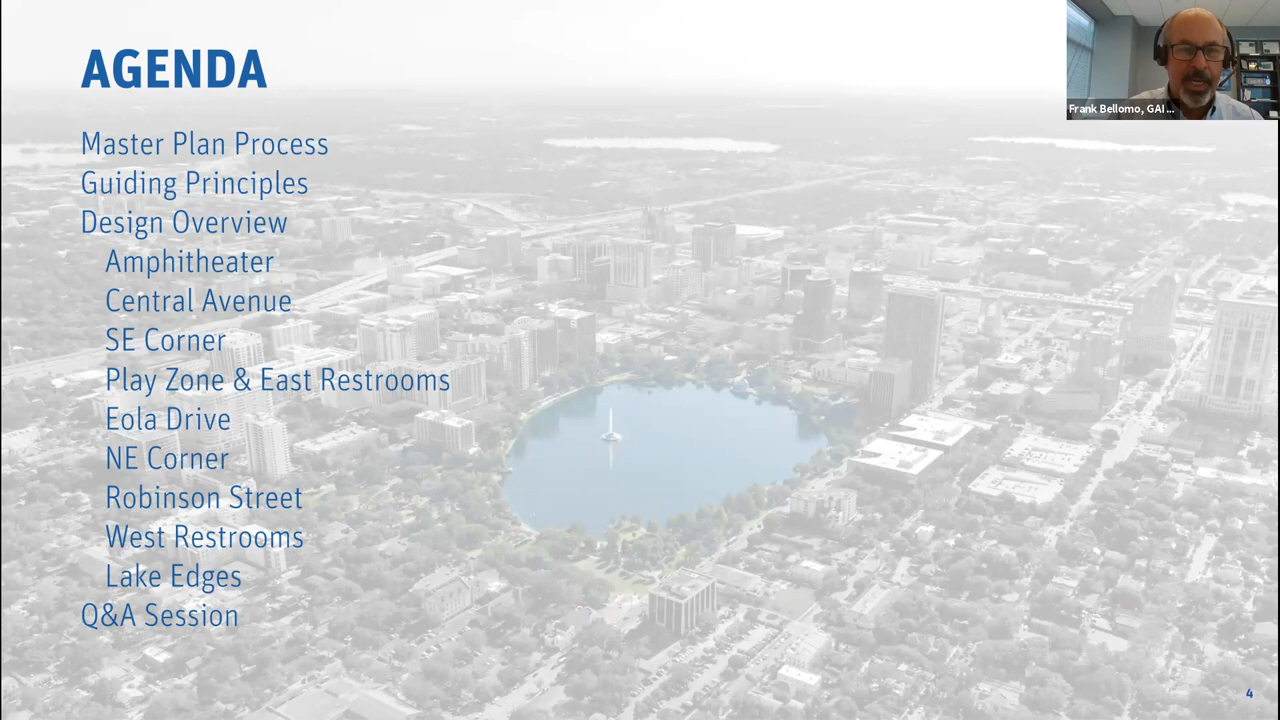 AGENDA
Frank Bellomo, GAI ...
Master Plan Process
Guiding Principles
Design Overview
Amphitheater
Central Avenue
SE Corner
Play Zone & East Restrooms
Eola Drive
NE Corner
Robinson Street
West Restrooms
Lake Edges
Q&A Session
4